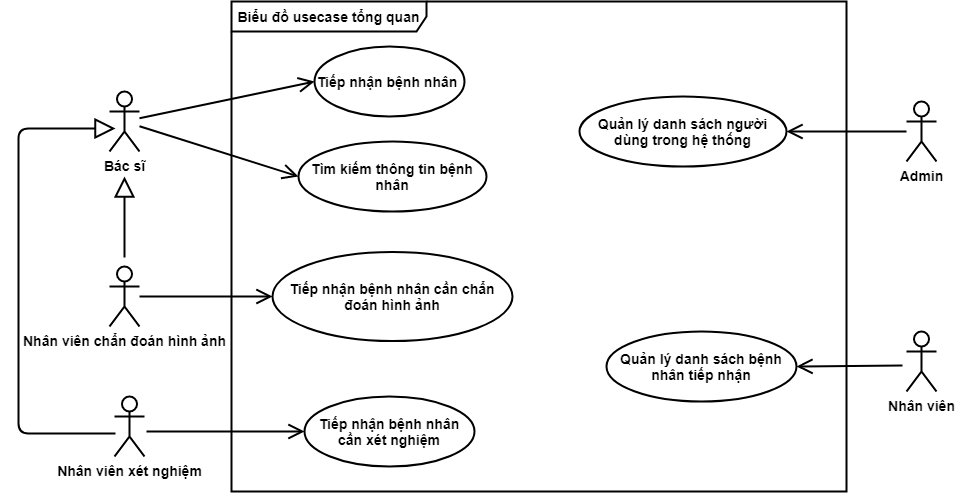 Biểu đồ usecase tổng quan
Tiếp nhận bệnh nhân
Bác sĩ
Tìm kiếm thông tin bệnh
nhân
Quản lý danh sách người
dùng trong hệ thống
Admin
Tiếp nhận bệnh nhân cần chẩn
đoán hình ảnh
Nhân viên chẩn đoán hình ảnh
Quản lý danh sách bệnh
nhân tiếp nhận
Nhân viên
Tiếp nhận bệnh nhân
cần xét nghiệm
Nhân viên xét nghiệm